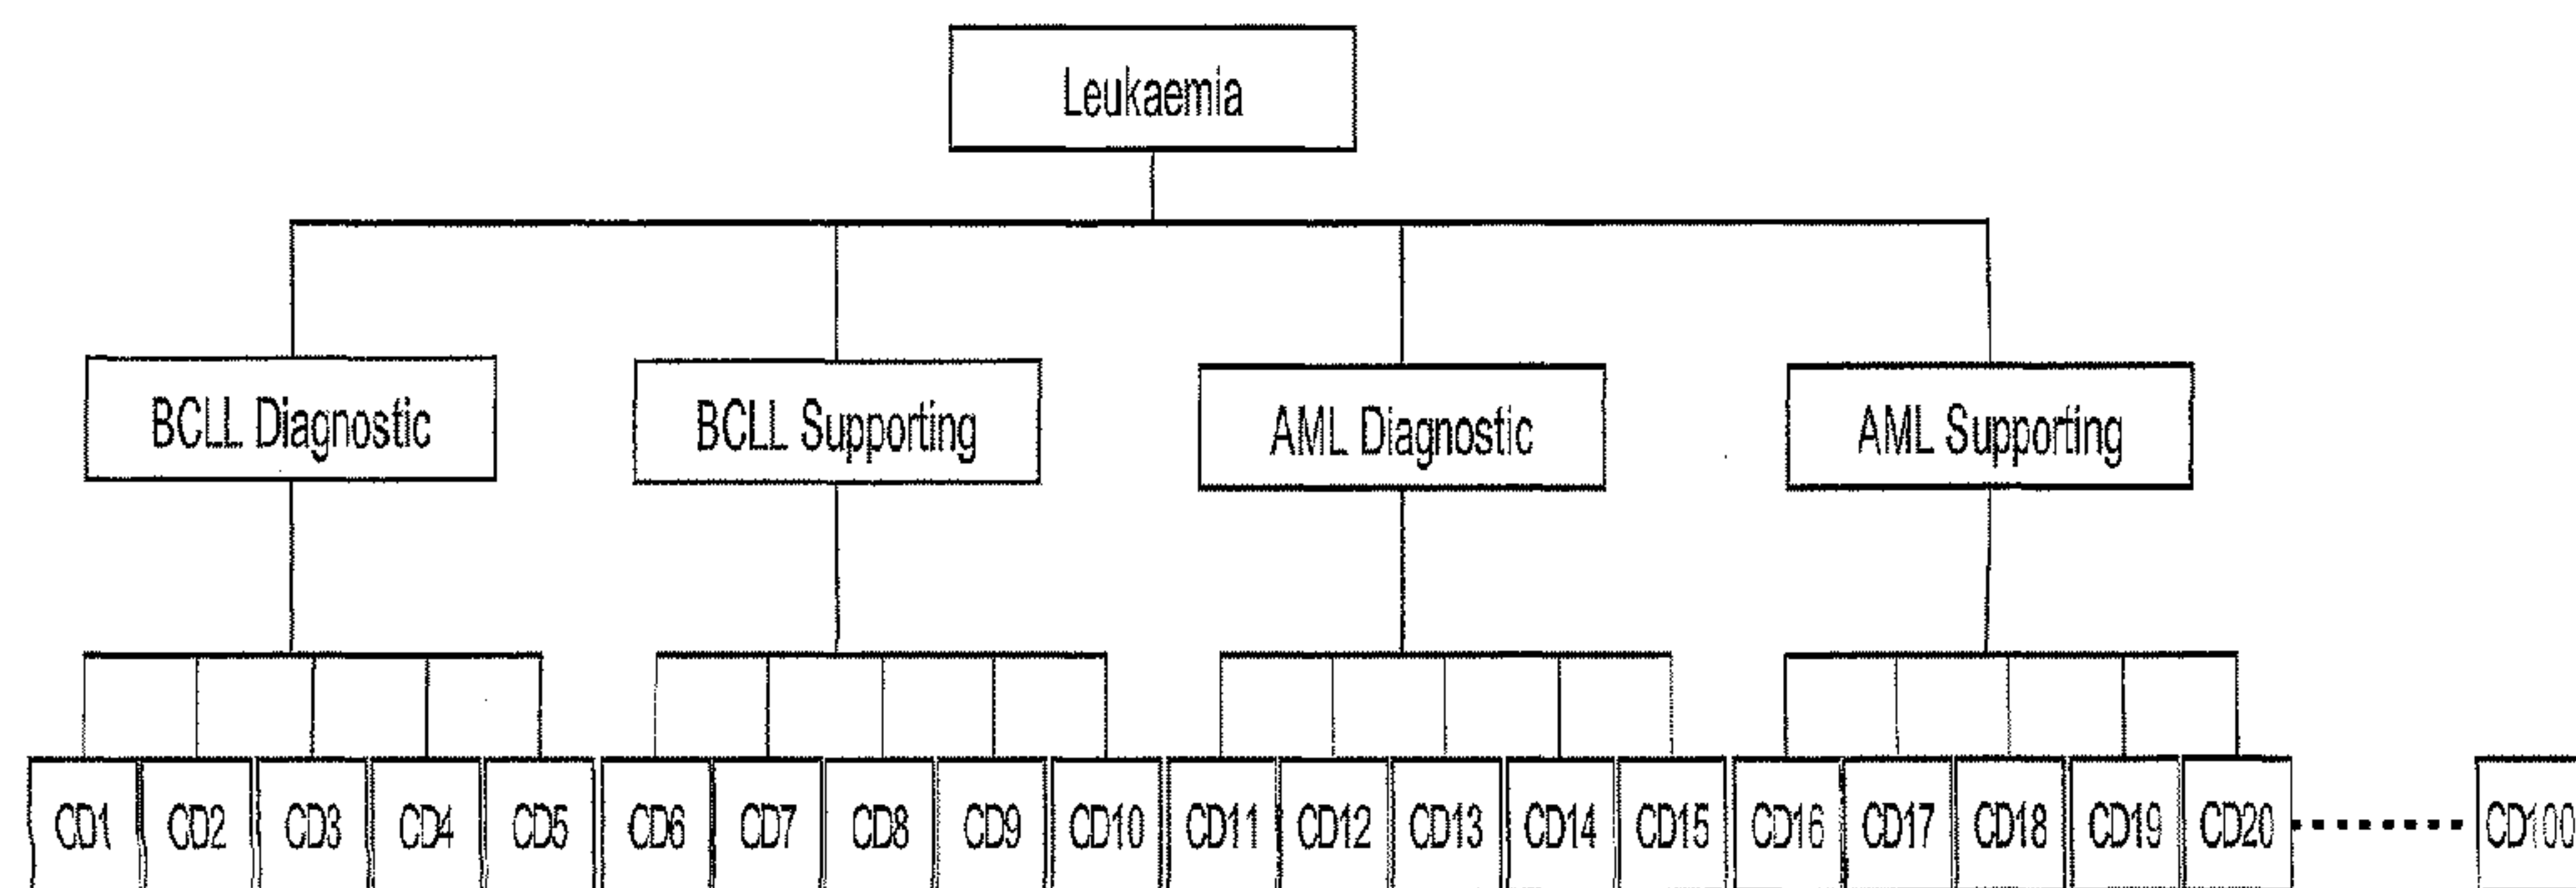 Leukaemia
BCLL Diagnostic BCLL Supporting AML Diagnostic AML Supporting
CD1 CD2 CD3 CD4 CD5 CD6 CD7 CD8 CD9 CD10 CD11 CD12 CD13 CD14 CD15 CD16 CD17 CD18 CD19 CD20 CD100